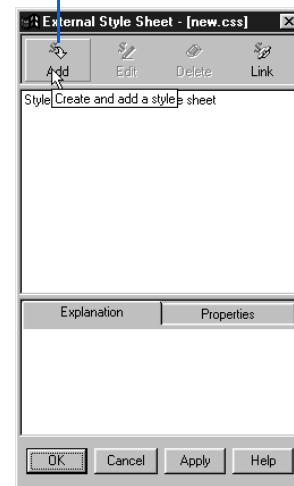 External Style Sheet - [new.css]
Add Edit Delete Link
Style Create and add a style e sheet
Explanation Properties
OK Cancel Apply Help